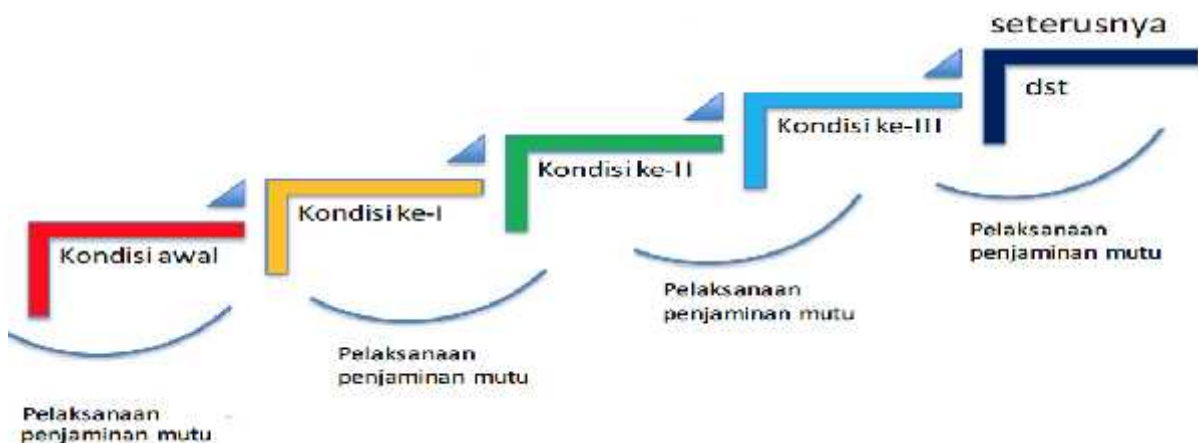 seterusnya
dst
Kondisi ke-III
Kondisi ke-II
Kondisi ke-I
Kondisi awal
Pelaksanaan
penjaminan mutu
Pelaksanaan
penjaminan mutu
Pelaksanaan
penjaminan mutu
Pelaksanaan
penjaminan mutu